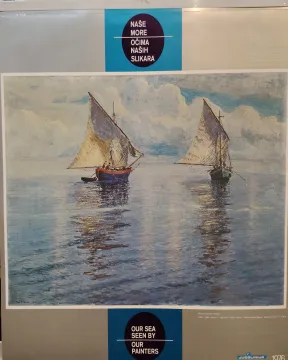 NAŠE
MORE
OČIMA
NAŠIH
SLIKARA
OUR SEA
SEEN BY
OUR
PAINTERS